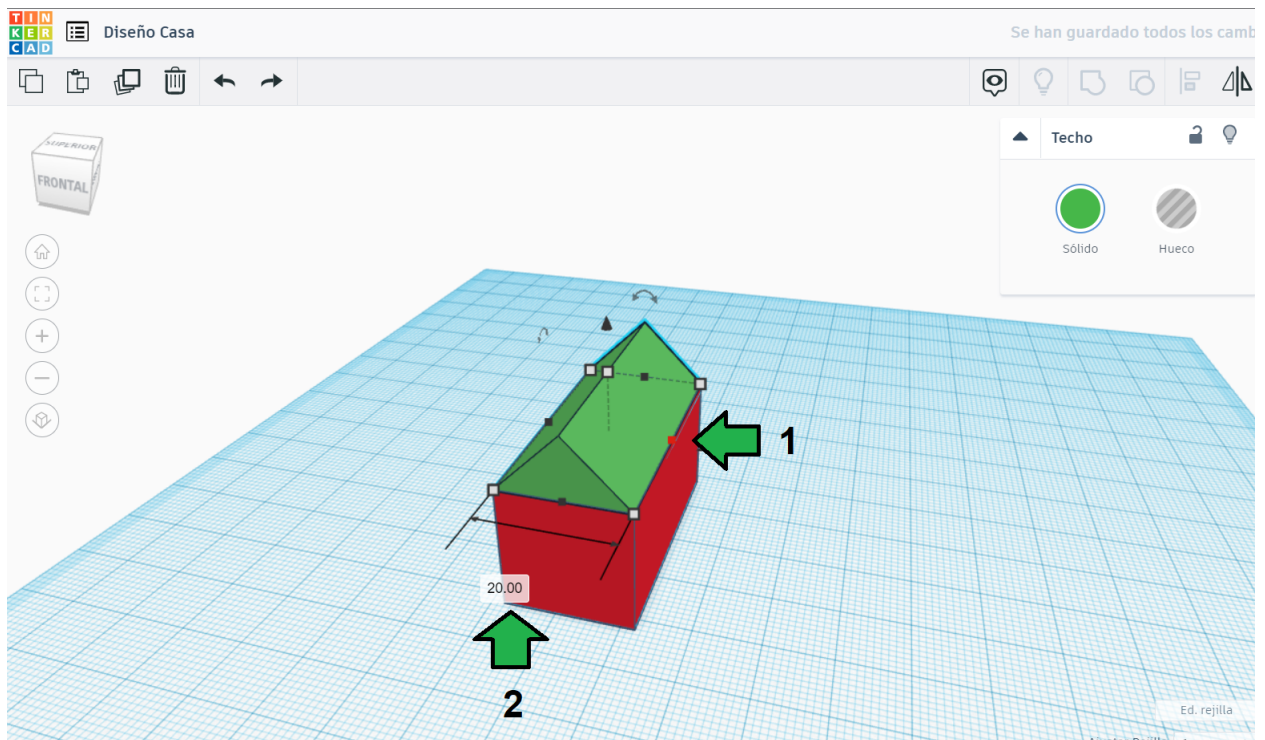 TIN
KER
CAD
Diseño Casa
Se han guardado todos los camb
SUPERIOR
FRONTAL
Techo
Sólido
Hueco
1
20.00
2
Ed. rejilla